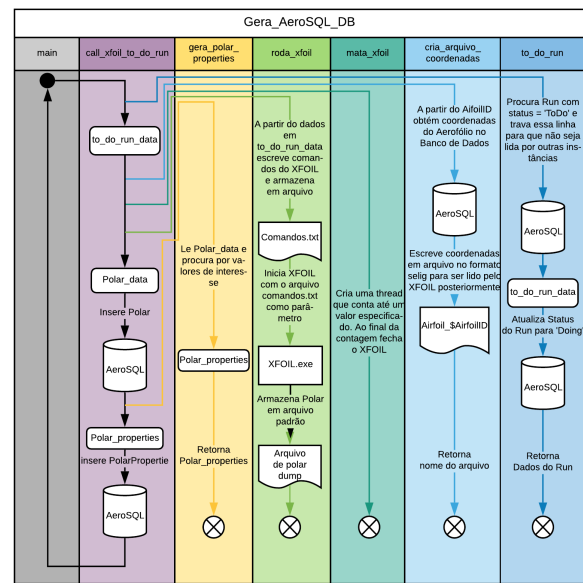 Gera_AeroSQL_DB
main
call_xfoil_to_do_run
gera_polar_
properties
roda_xfoil
mata_xfoil
cria_arquivo_
coordenadas
to_do_run
to_do_run_data
Polar_data
Insere Polar
AeroSQL
Polar_properties
insere PolarPropertie
AeroSQL
Le Polar_data e
procura por va-
lores de interes-
se
Polar_properties
Retorna
Polar_properties
A partir do dados
em
to_do_run_data
escreve coman-
dos do XFOIL
e armazena
em arquivo
Comandos.txt
Inicia XFOIL
com o arquivo
comandos.txt
como parâ-
metro
XFOIL.exe
Armazena Polar
em arquivo
padrão
Arquivo
de polar
dump
Cria uma thread
que conta até um
valor especifica-
do. Ao final da
contagem fecha
o XFOIL
A partir do AifoilID
obtém coordenadas
do Aerofólio no
Banco de Dados
AeroSQL
Escreve coordenadas
em arquivo no formato
selig para ser lido pelo
XFOIL posteriormente
Airfoil_$AirfoilID
Retorna
nome do arquivo
Procura Run com
status = 'ToDo' e
trava essa linha
para que não seja
lida por outras ins-
tâncias
AeroSQL
to_do_run_data
Atualiza Status
do Run para 'Doing'
AeroSQL
Retorna
Dados do Run